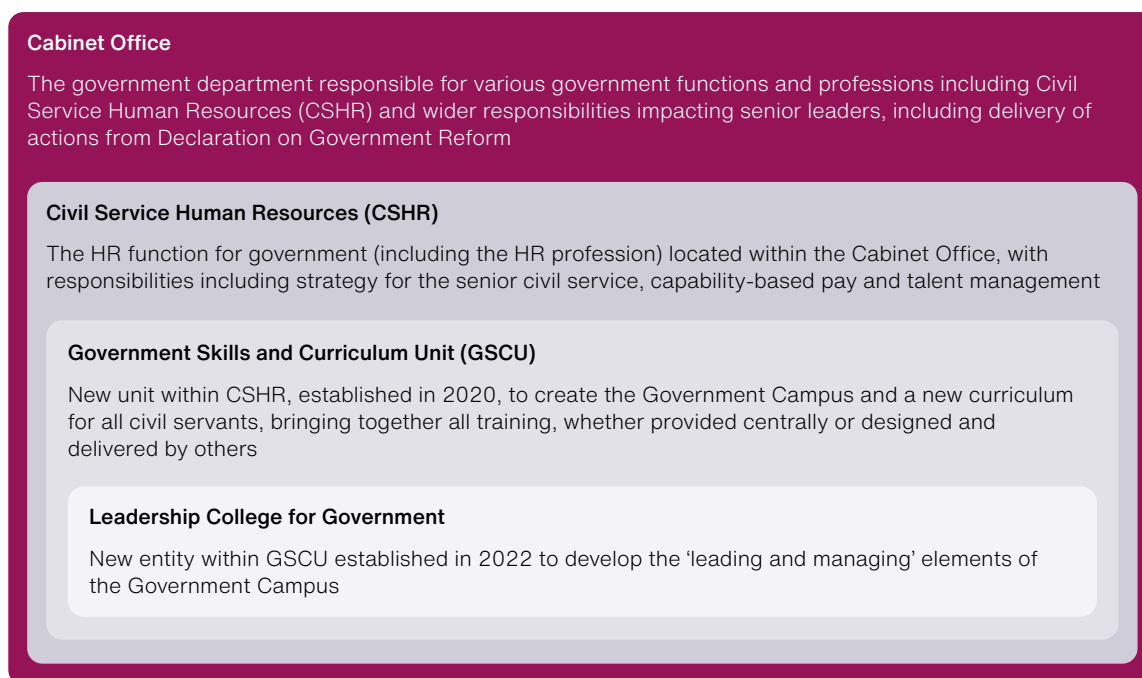 Cabinet Office
The government department responsible for various government functions and professions including Civil
Service Human Resources (CSHR) and wider responsibilities impacting senior leaders, including delivery of
actions from Declaration on Government Reform
Civil Service Human Resources (CSHR)
The HR function for government (including the HR profession) located within the Cabinet Office, with
responsibilities including strategy for the senior civil service, capability-based pay and talent management
Government Skills and Curriculum Unit (GSCU)
New unit within CSHR, established in 2020, to create the Government Campus and a new curriculum
for all civil servants, bringing together all training, whether provided centrally or designed and
delivered by others
Leadership College for Government
New entity within GSCU established in 2022 to develop the ‘leading and managing’ elements of
the Government Campus